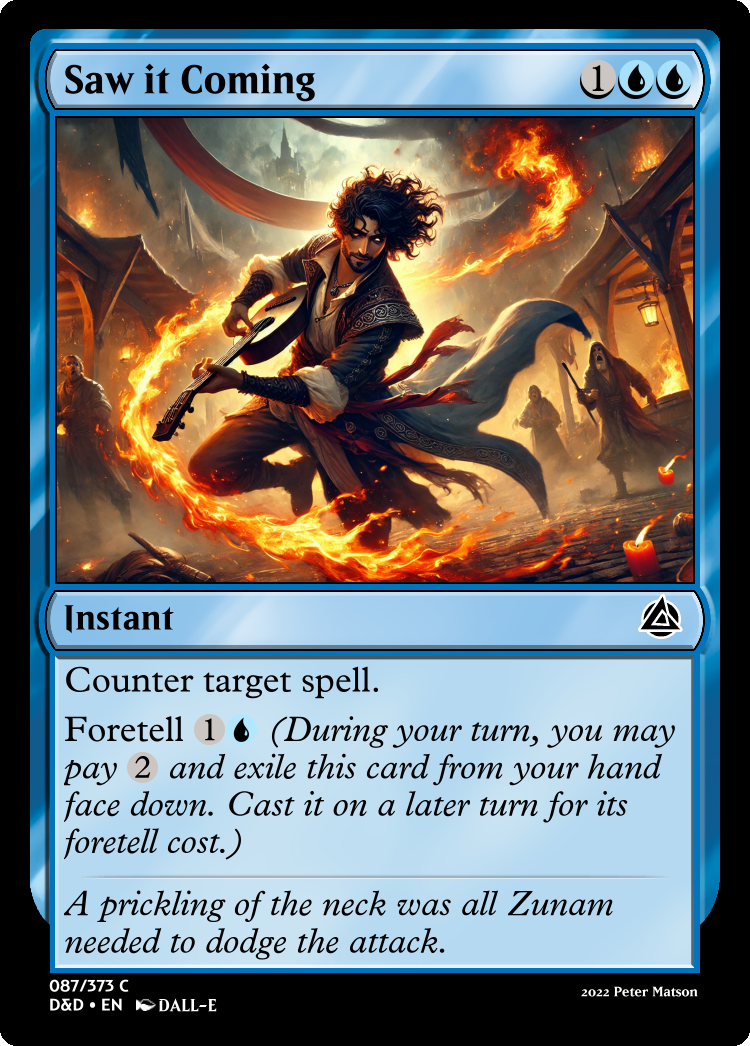 Saw it Coming 1
Instant
Counter target spell.
Foretell 1 (During your turn, you may
pay 2 and exile this card from your hand
face down. Cast it on a later turn for its
foretell cost.)
A prickling of the neck was all Zunam
needed to dodge the attack.
087/373 C
D&D • EN DALL-E
2022 Peter Matson